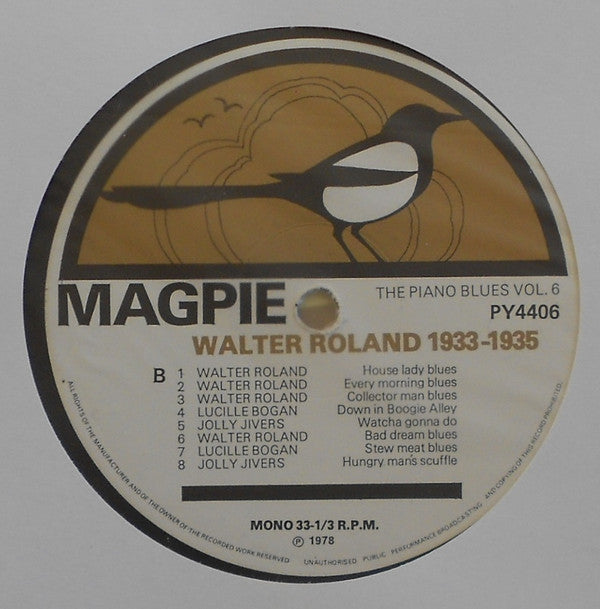 MAGPIE
THE PIANO BLUES VOL. 6
PY4406
WALTER ROLAND 1933-1935
B 1 WALTER ROLAND House lady blues
2 WALTER ROLAND Every morning blues
3 WALTER ROLAND Collector man blues
4 LUCILLE BOGAN Down in Boogie Alley
5 JOLLY JIVERS Watcha gonna do
6 WALTER ROLAND Bad dream blues
7 LUCILLE BOGAN Stew meat blues
8 JOLLY JIVERS Hungry man's scuffle
MONO 33-1/3 R.P.M.
Ⓟ 1978
ALL RIGHTS OF THE MANUFACTURER AND OF THE OWNER OF THE RECORDED WORK RESERVED UNAUTHORISED PUBLIC PERFORMANCE BROADCASTING AND COPYING OF THIS RECORD PROHIBITED.